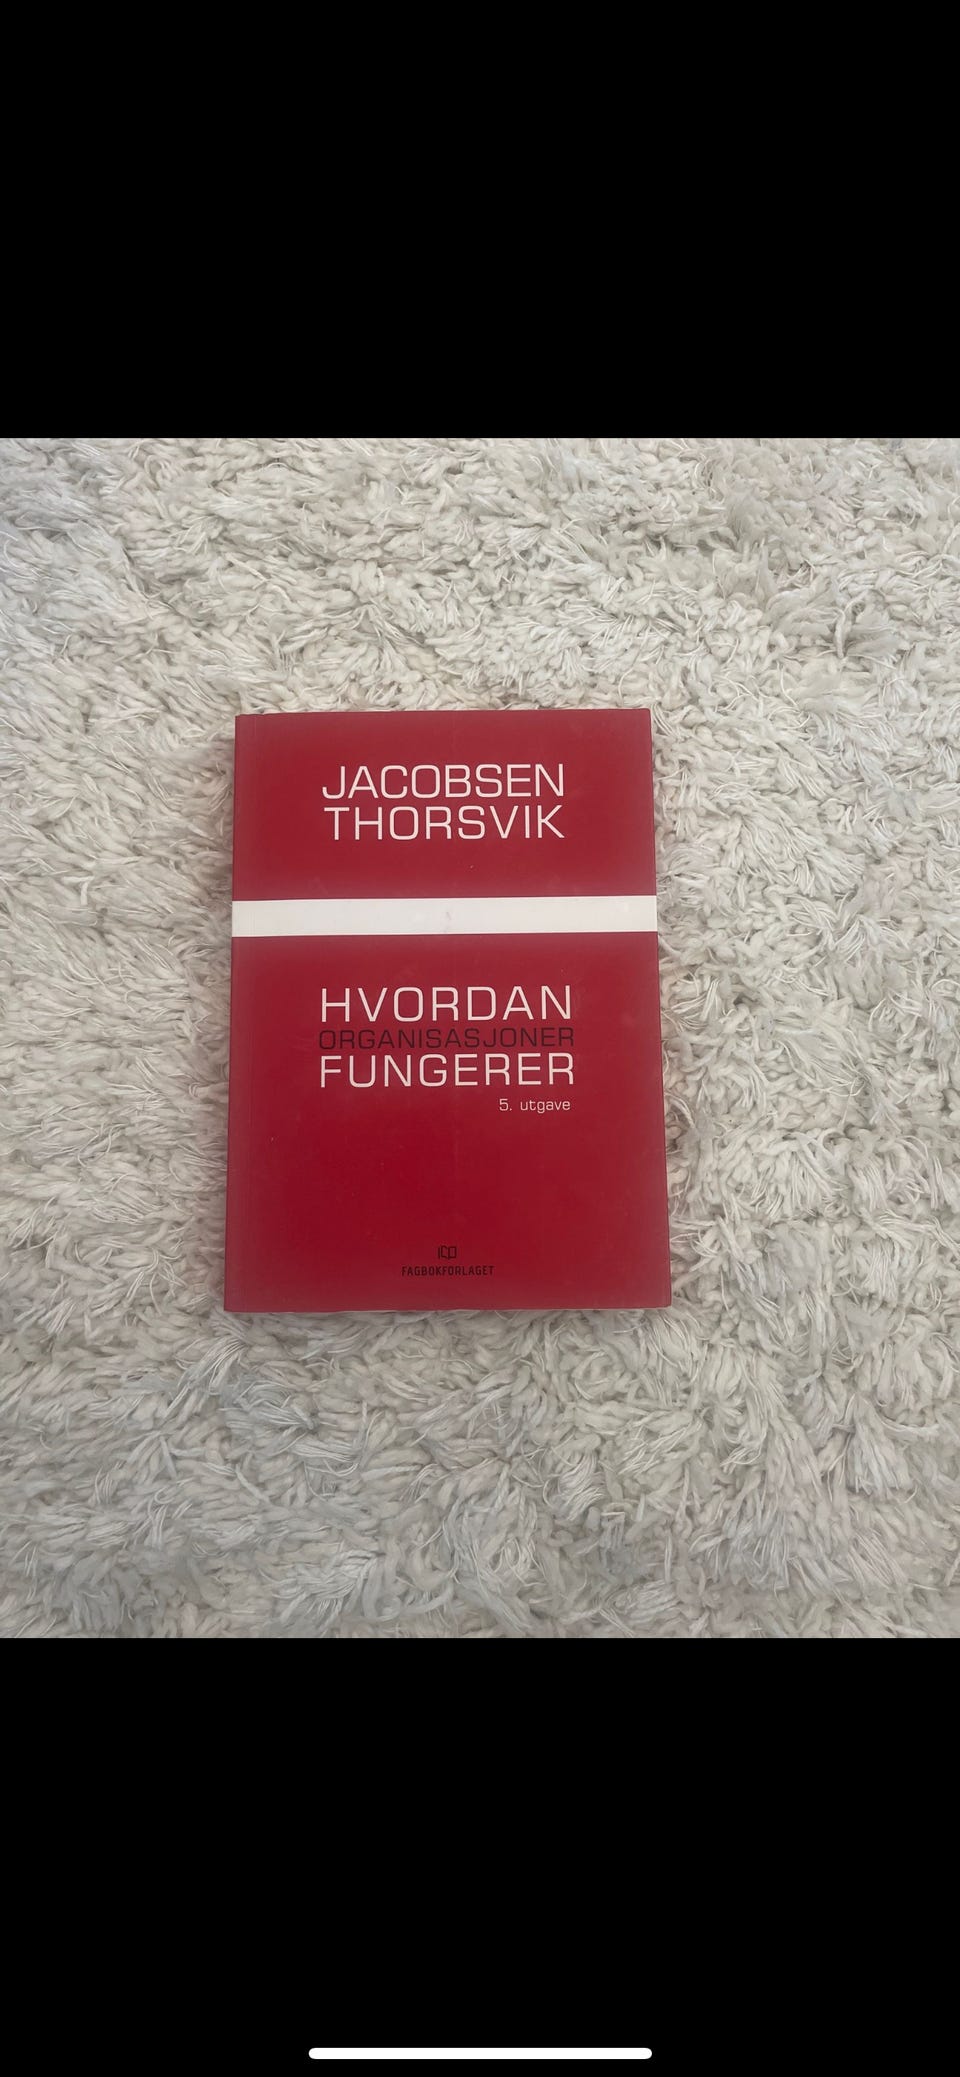 JACOBSEN
THORSVIK
HVORDAN
ORGANISASJONER
FUNGERER
5. utgave
FAGBOKFORLAGET